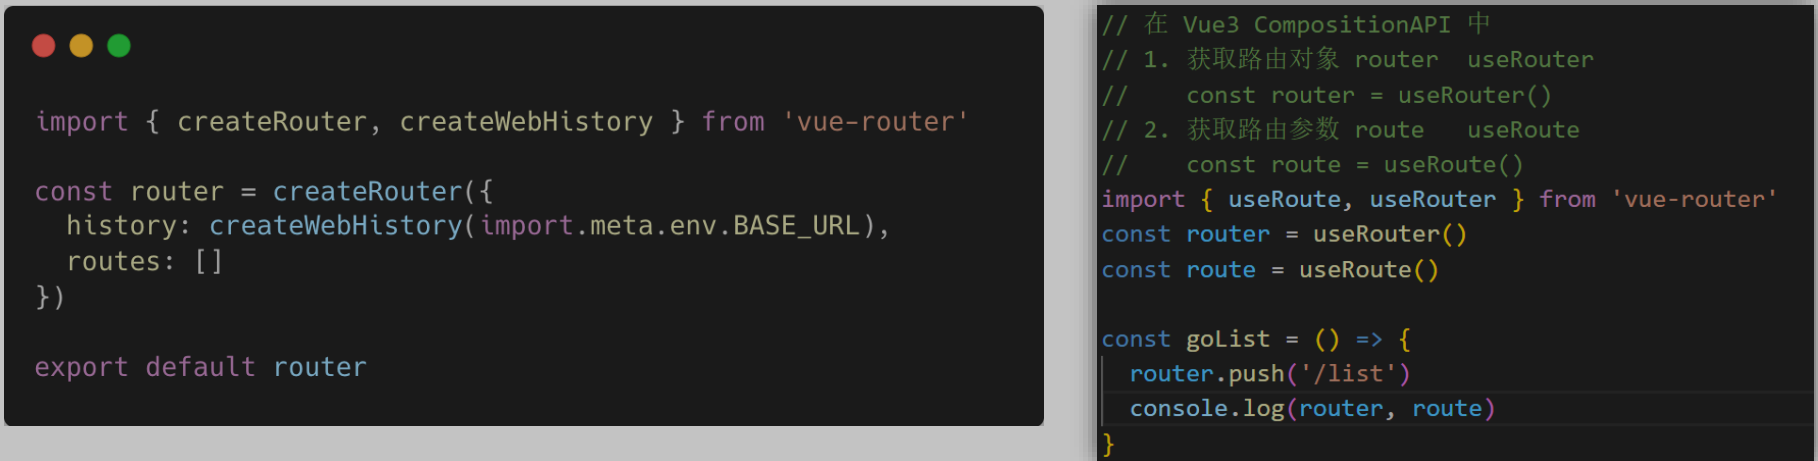 import { createRouter, createWebHistory } from 'vue-router'
const router = createRouter({
  history: createWebHistory(import.meta.env.BASE_URL),
  routes: []
})
export default router
// 在 Vue3 CompositionAPI 中
// 1. 获取路由对象 router  useRouter
//    const router = useRouter()
// 2. 获取路由参数 route   useRoute
//    const route = useRoute()
import { useRoute, useRouter } from 'vue-router'
const router = useRouter()
const route = useRoute()
const goList = () => {
  router.push('/list')
  console.log(router, route)
}